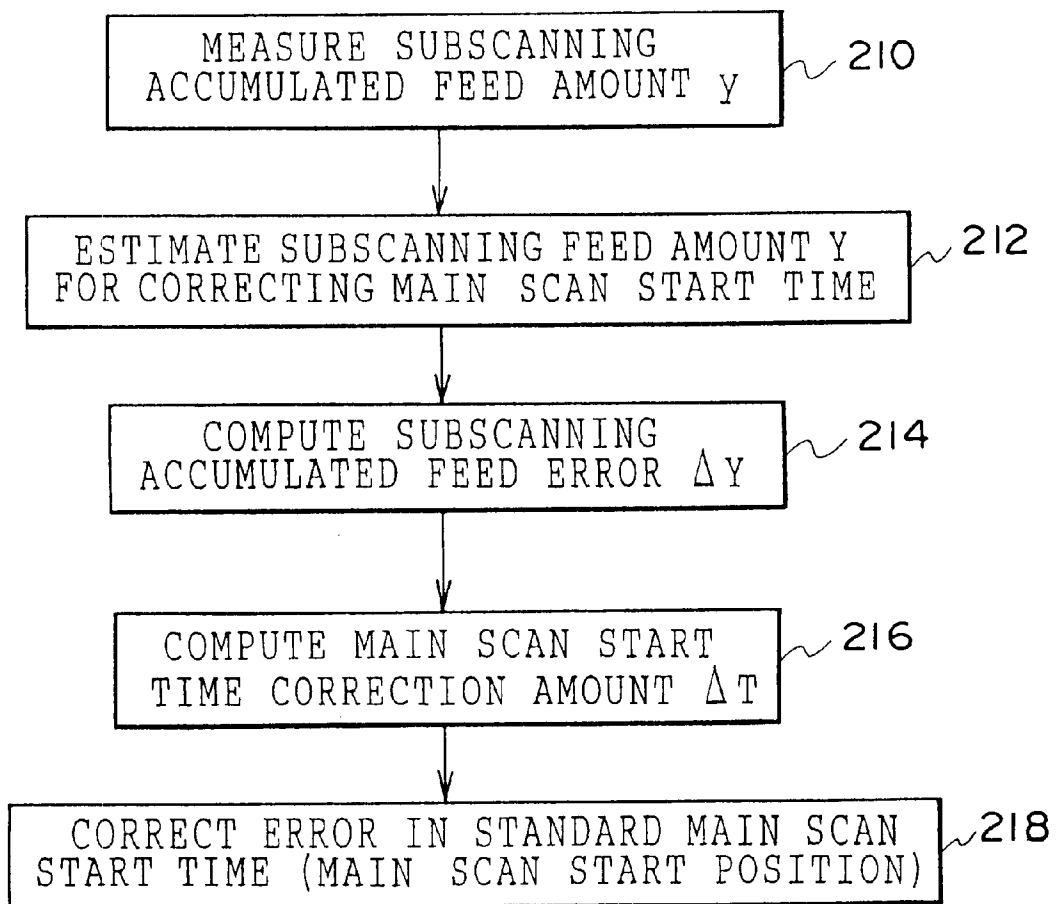 MEASURE SUBSCANNING
ACCUMULATED FEED AMOUNT y
210
ESTIMATE SUBSCANNING FEED AMOUNT Y
FOR CORRECTING MAIN SCAN START TIME
212
COMPUTE SUBSCANNING
ACCUMULATED FEED ERROR Δ Y
214
COMPUTE MAIN SCAN START
TIME CORRECTION AMOUNT Δ T
216
CORRECT ERROR IN STANDARD MAIN SCAN
START TIME (MAIN SCAN START POSITION)
218